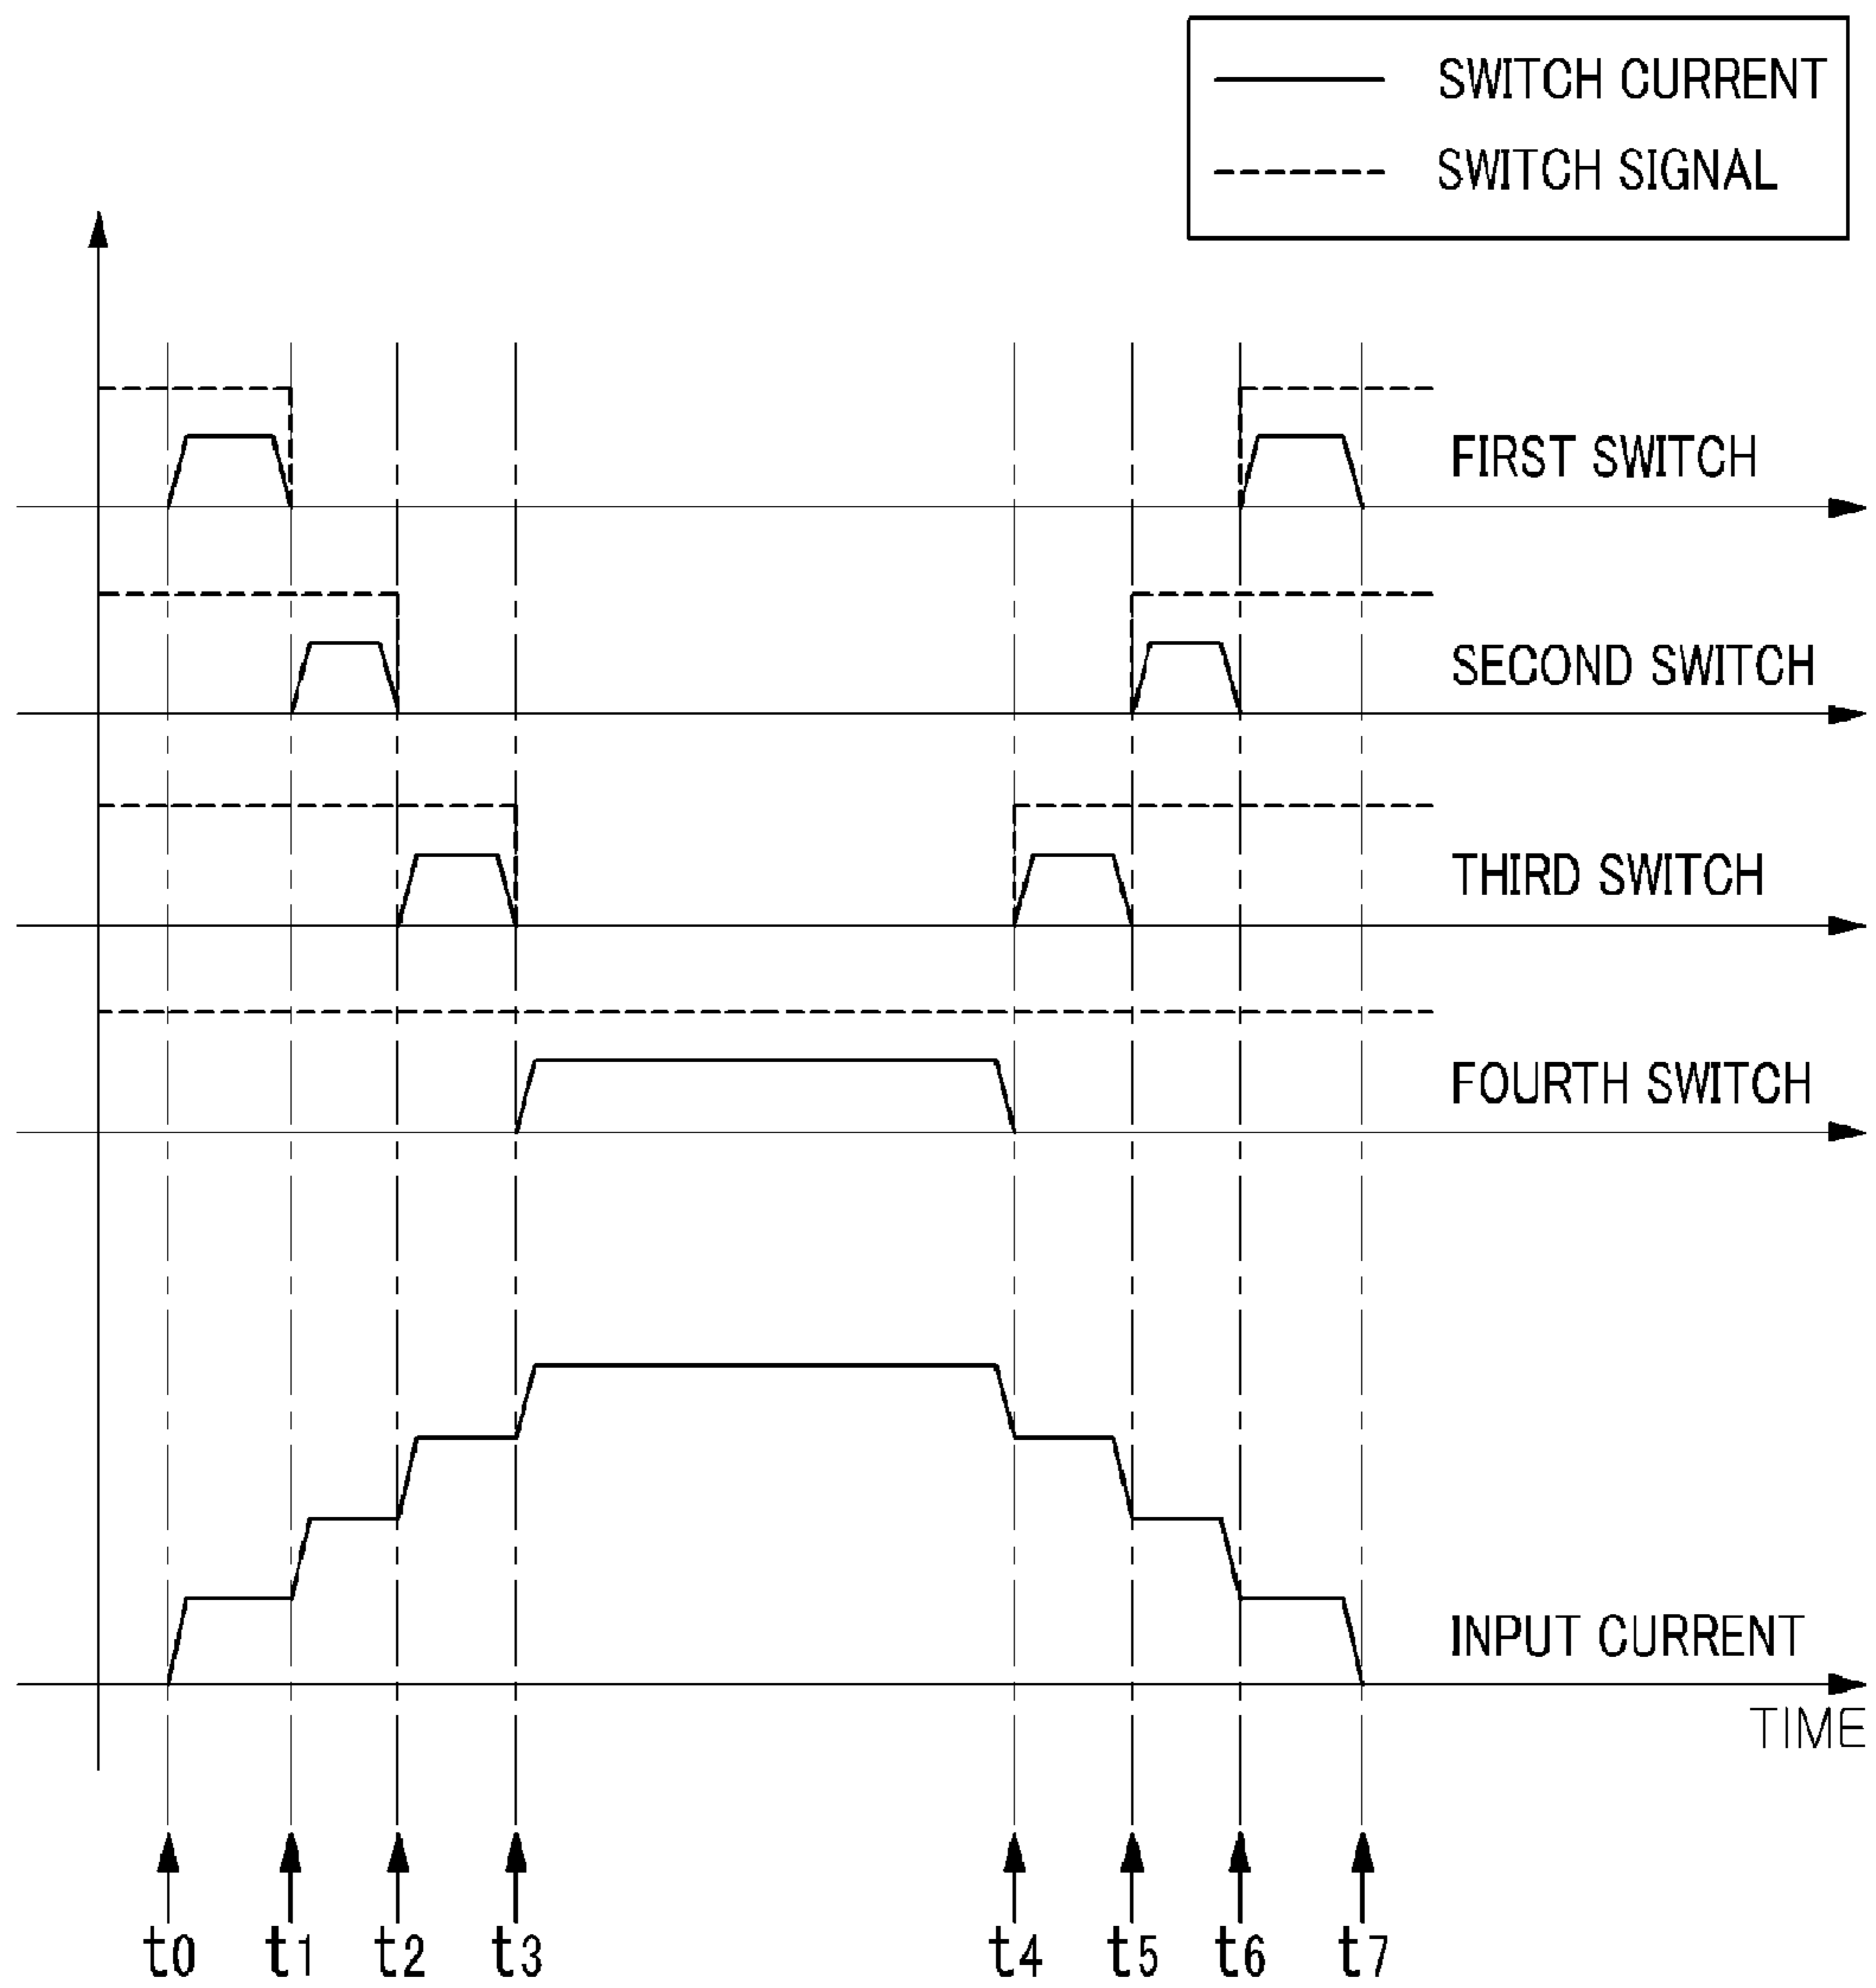 SWITCH CURRENT
SWITCH SIGNAL
FIRST SWITCH
SECOND SWITCH
THIRD SWITCH
FOURTH SWITCH
INPUT CURRENT
TIME
t0 t1 t2 t3 t4 t5 t6 t7